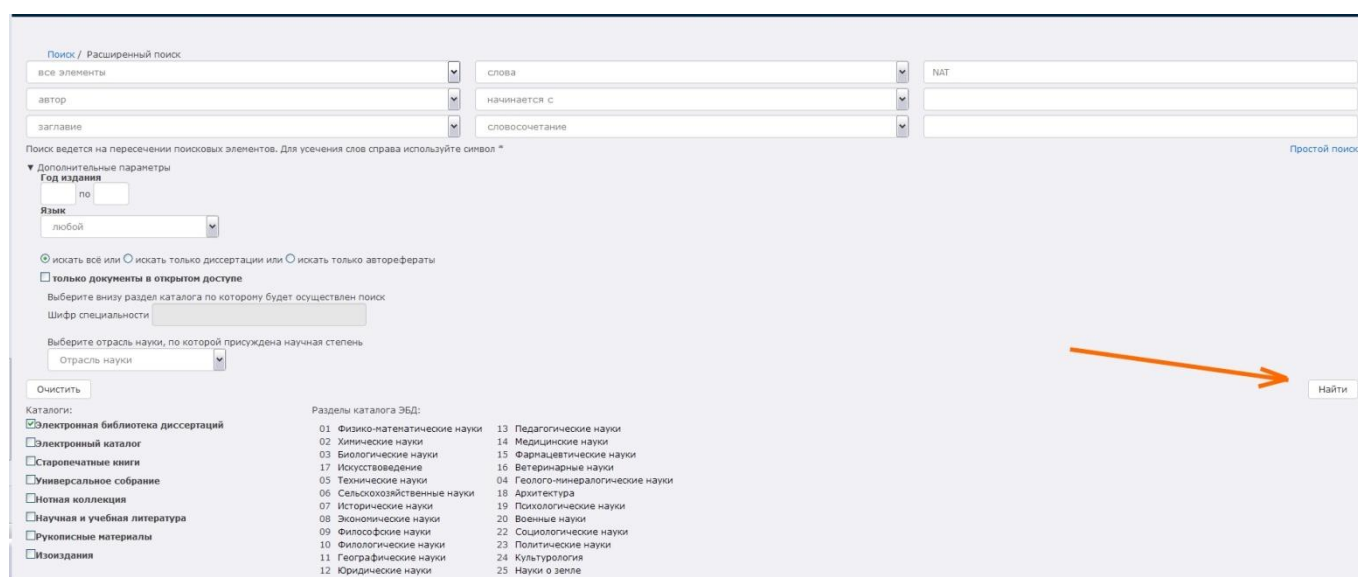 Поиск / Расширенный поиск
все элементы слова NAT
автор начинается с
заглавие словосочетание
Поиск ведется на пересечении поисковых элементов. Для усечения слов справа используйте символ * Простой поиск
▼ Дополнительные параметры
Год издания
по
Язык
любой
искать всё или искать только диссертации или искать только авторефераты
только документы в открытом доступе
Выберите внизу раздел каталога по которому будет осуществлен поиск
Шифр специальности
Выберите отрасль науки, по которой присуждена научная степень
Отрасль науки
Очистить Найти
Каталоги: Разделы каталога ЭБД:
Электронная библиотека диссертаций
Электронный каталог
Старопечатные книги
Универсальное собрание
Нотная коллекция
Научная и учебная литература
Рукописные материалы
Изоиздания
01 Физико-математические науки
02 Химические науки
03 Биологические науки
17 Искусствоведение
05 Технические науки
06 Сельскохозяйственные науки
07 Исторические науки
08 Экономические науки
09 Философские науки
10 Филологические науки
11 Географические науки
12 Юридические науки
13 Педагогические науки
14 Медицинские науки
15 Фармацевтические науки
16 Ветеринарные науки
04 Геолого-минералогические науки
18 Архитектура
19 Психологические науки
20 Военные науки
22 Социологические науки
23 Политические науки
24 Культурология
25 Науки о земле